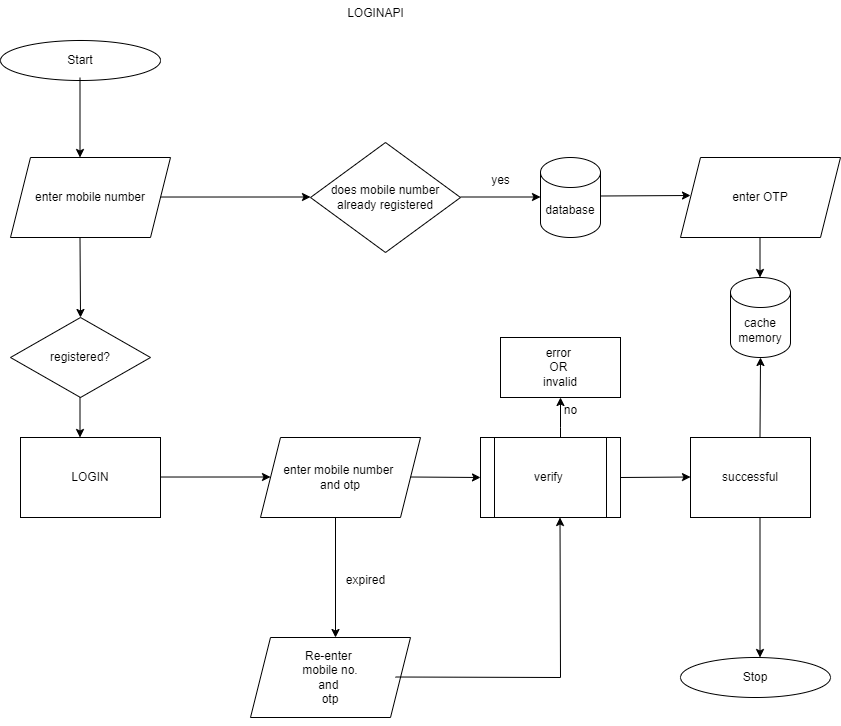 LOGINAPI
Start
enter mobile number
does mobile number
already registered
yes
database
enter OTP
cache
memory
registered?
error
OR
invalid
no
LOGIN
enter mobile number
and otp
verify
successful
expired
Re-enter
mobile no.
and
otp
Stop